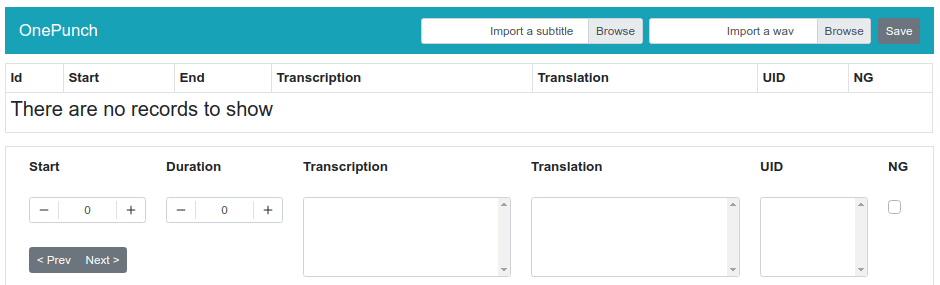 OnePunch Import a subtitle Browse Import a wav Browse Save
Id Start End Transcription Translation UID NG
There are no records to show
Start Duration Transcription Translation UID NG
− 0 + − 0 +
< Prev Next >